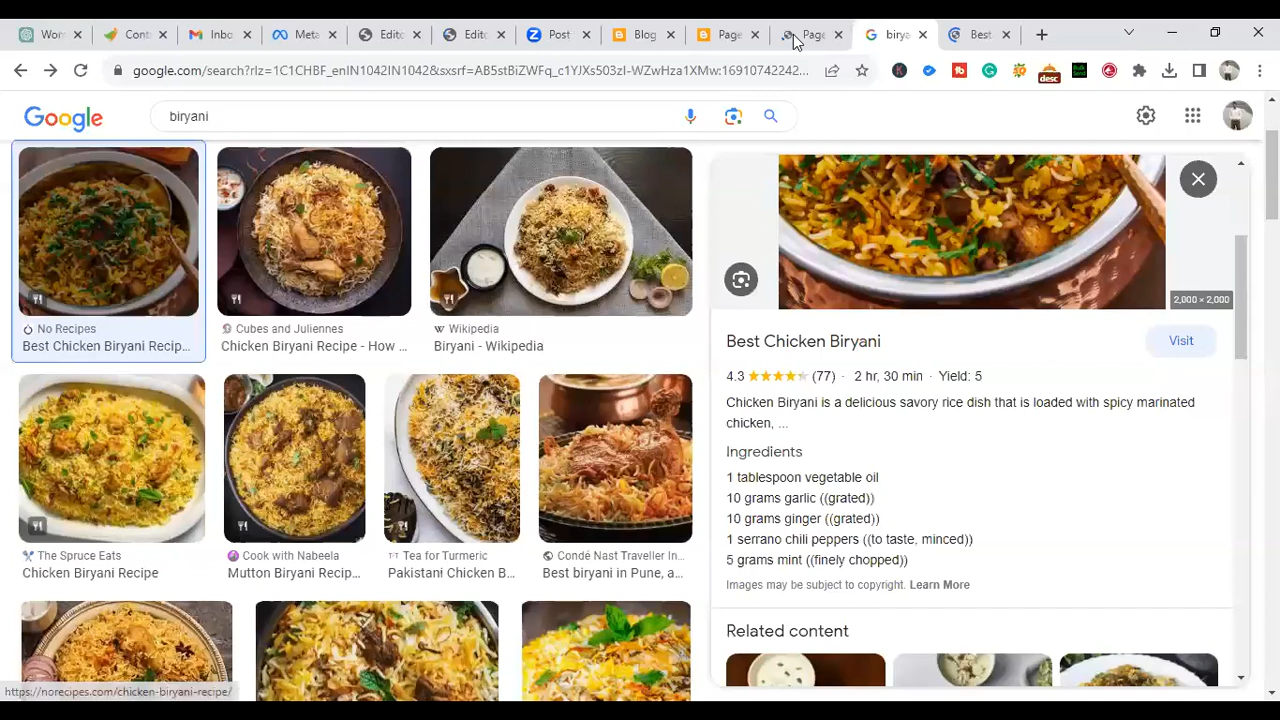 Won
Cont
Inbo
Meta
Edito
Edito
Post
Blog
Page
Page
birya
Best
google.com/search?rlz=1C1CHBF_enIN1042IN1042&sxsrf=AB5stBiZWFq_c1YJXs503zI-WZwHza1XMw:16910742242...
desc
Bulk Send
Google
biryani
2,000 × 2,000
No Recipes
Best Chicken Biryani Recip...
Cubes and Juliennes
Chicken Biryani Recipe - How ...
W Wikipedia
Biryani - Wikipedia
Best Chicken Biryani
Visit
4.3 ★★★★★ (77) · 2 hr, 30 min · Yield: 5
Chicken Biryani is a delicious savory rice dish that is loaded with spicy marinated
chicken, ...
Ingredients
1 tablespoon vegetable oil
10 grams garlic ((grated))
10 grams ginger ((grated))
1 serrano chili peppers ((to taste, minced))
5 grams mint ((finely chopped))
Images may be subject to copyright. Learn More
The Spruce Eats
Chicken Biryani Recipe
Cook with Nabeela
Mutton Biryani Recip...
Tea for Turmeric
Pakistani Chicken B...
Condé Nast Traveller In...
Best biryani in Pune, a...
Related content
https://norecipes.com/chicken-biryani-recipe/